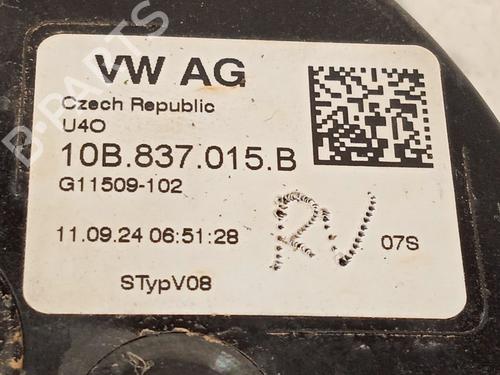 VW AG
Czech Republic
U4O
10B.837.015.B
G11509-102
RV
11.09.24 06:51:28
07S
STypV08
D-PARTS